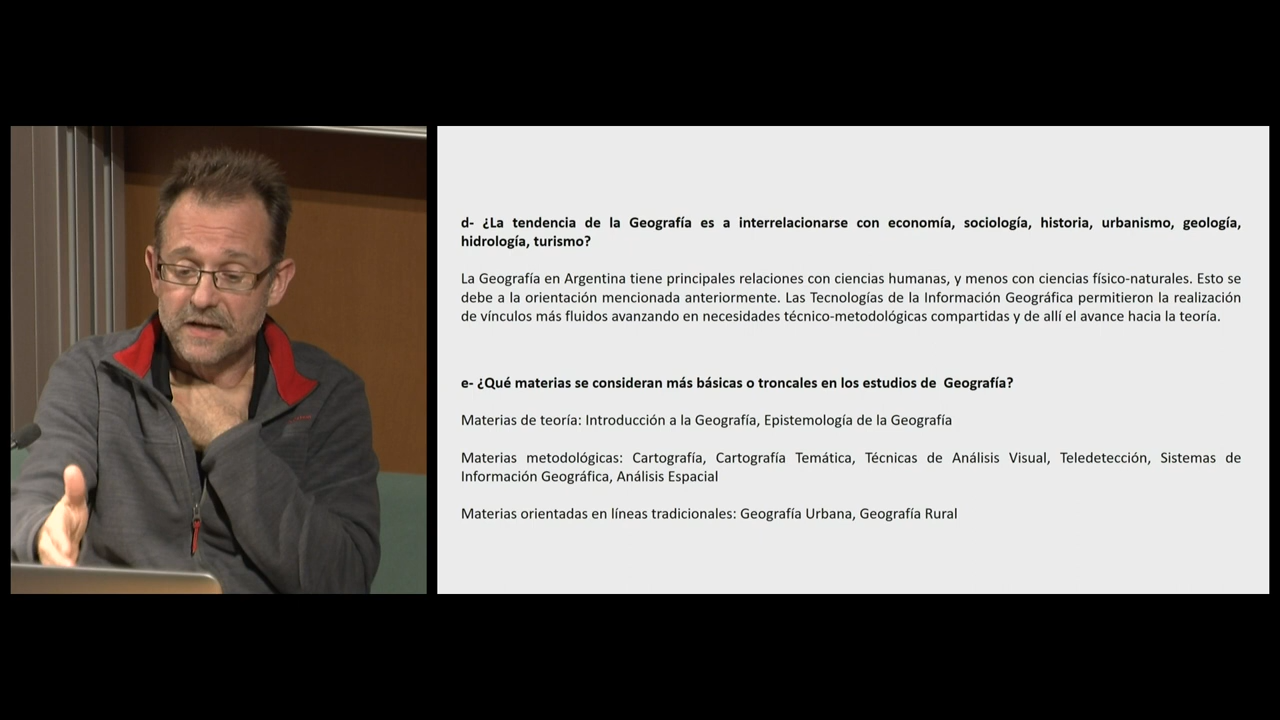 d- ¿La tendencia de la Geografía es a interrelacionarse con economía, sociología, historia, urbanismo, geología,
hidrología, turismo?
La Geografía en Argentina tiene principales relaciones con ciencias humanas, y menos con ciencias físico-naturales. Esto se
debe a la orientación mencionada anteriormente. Las Tecnologías de la Información Geográfica permitieron la realización
de vínculos más fluidos avanzando en necesidades técnico-metodológicas compartidas y de allí el avance hacia la teoría.
e- ¿Qué materias se consideran más básicas o troncales en los estudios de Geografía?
Materias de teoría: Introducción a la Geografía, Epistemología de la Geografía
Materias metodológicas: Cartografía, Cartografía Temática, Técnicas de Análisis Visual, Teledetección, Sistemas de
Información Geográfica, Análisis Espacial
Materias orientadas en líneas tradicionales: Geografía Urbana, Geografía Rural